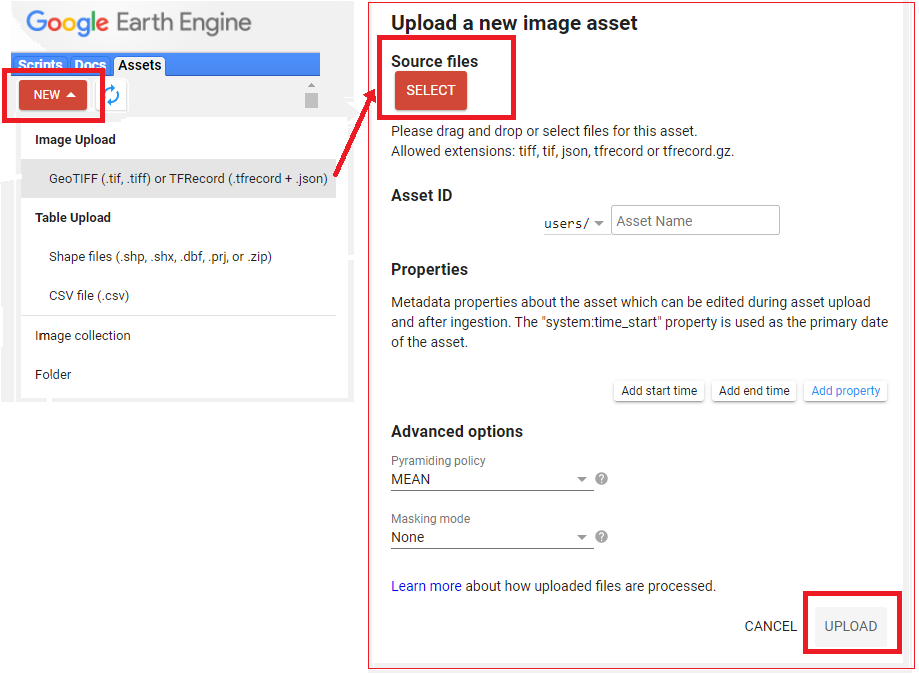 Google Earth Engine
Scripts Docs Assets
NEW
Image Upload
GeoTIFF (.tif, .tiff) or TFRecord (.tfrecord + .json)
Table Upload
Shape files (.shp, .shx, .dbf, .prj, or .zip)
CSV file (.csv)
Image collection
Folder
Upload a new image asset
Source files
SELECT
Please drag and drop or select files for this asset.
Allowed extensions: tiff, tif, json, tfrecord or tfrecord.gz.
Asset ID
users/ Asset Name
Properties
Metadata properties about the asset which can be edited during asset upload
and after ingestion. The "system:time_start" property is used as the primary date
of the asset.
Add start time Add end time Add property
Advanced options
Pyramiding policy
MEAN
?
Masking mode
None
?
Learn more about how uploaded files are processed.
CANCEL UPLOAD